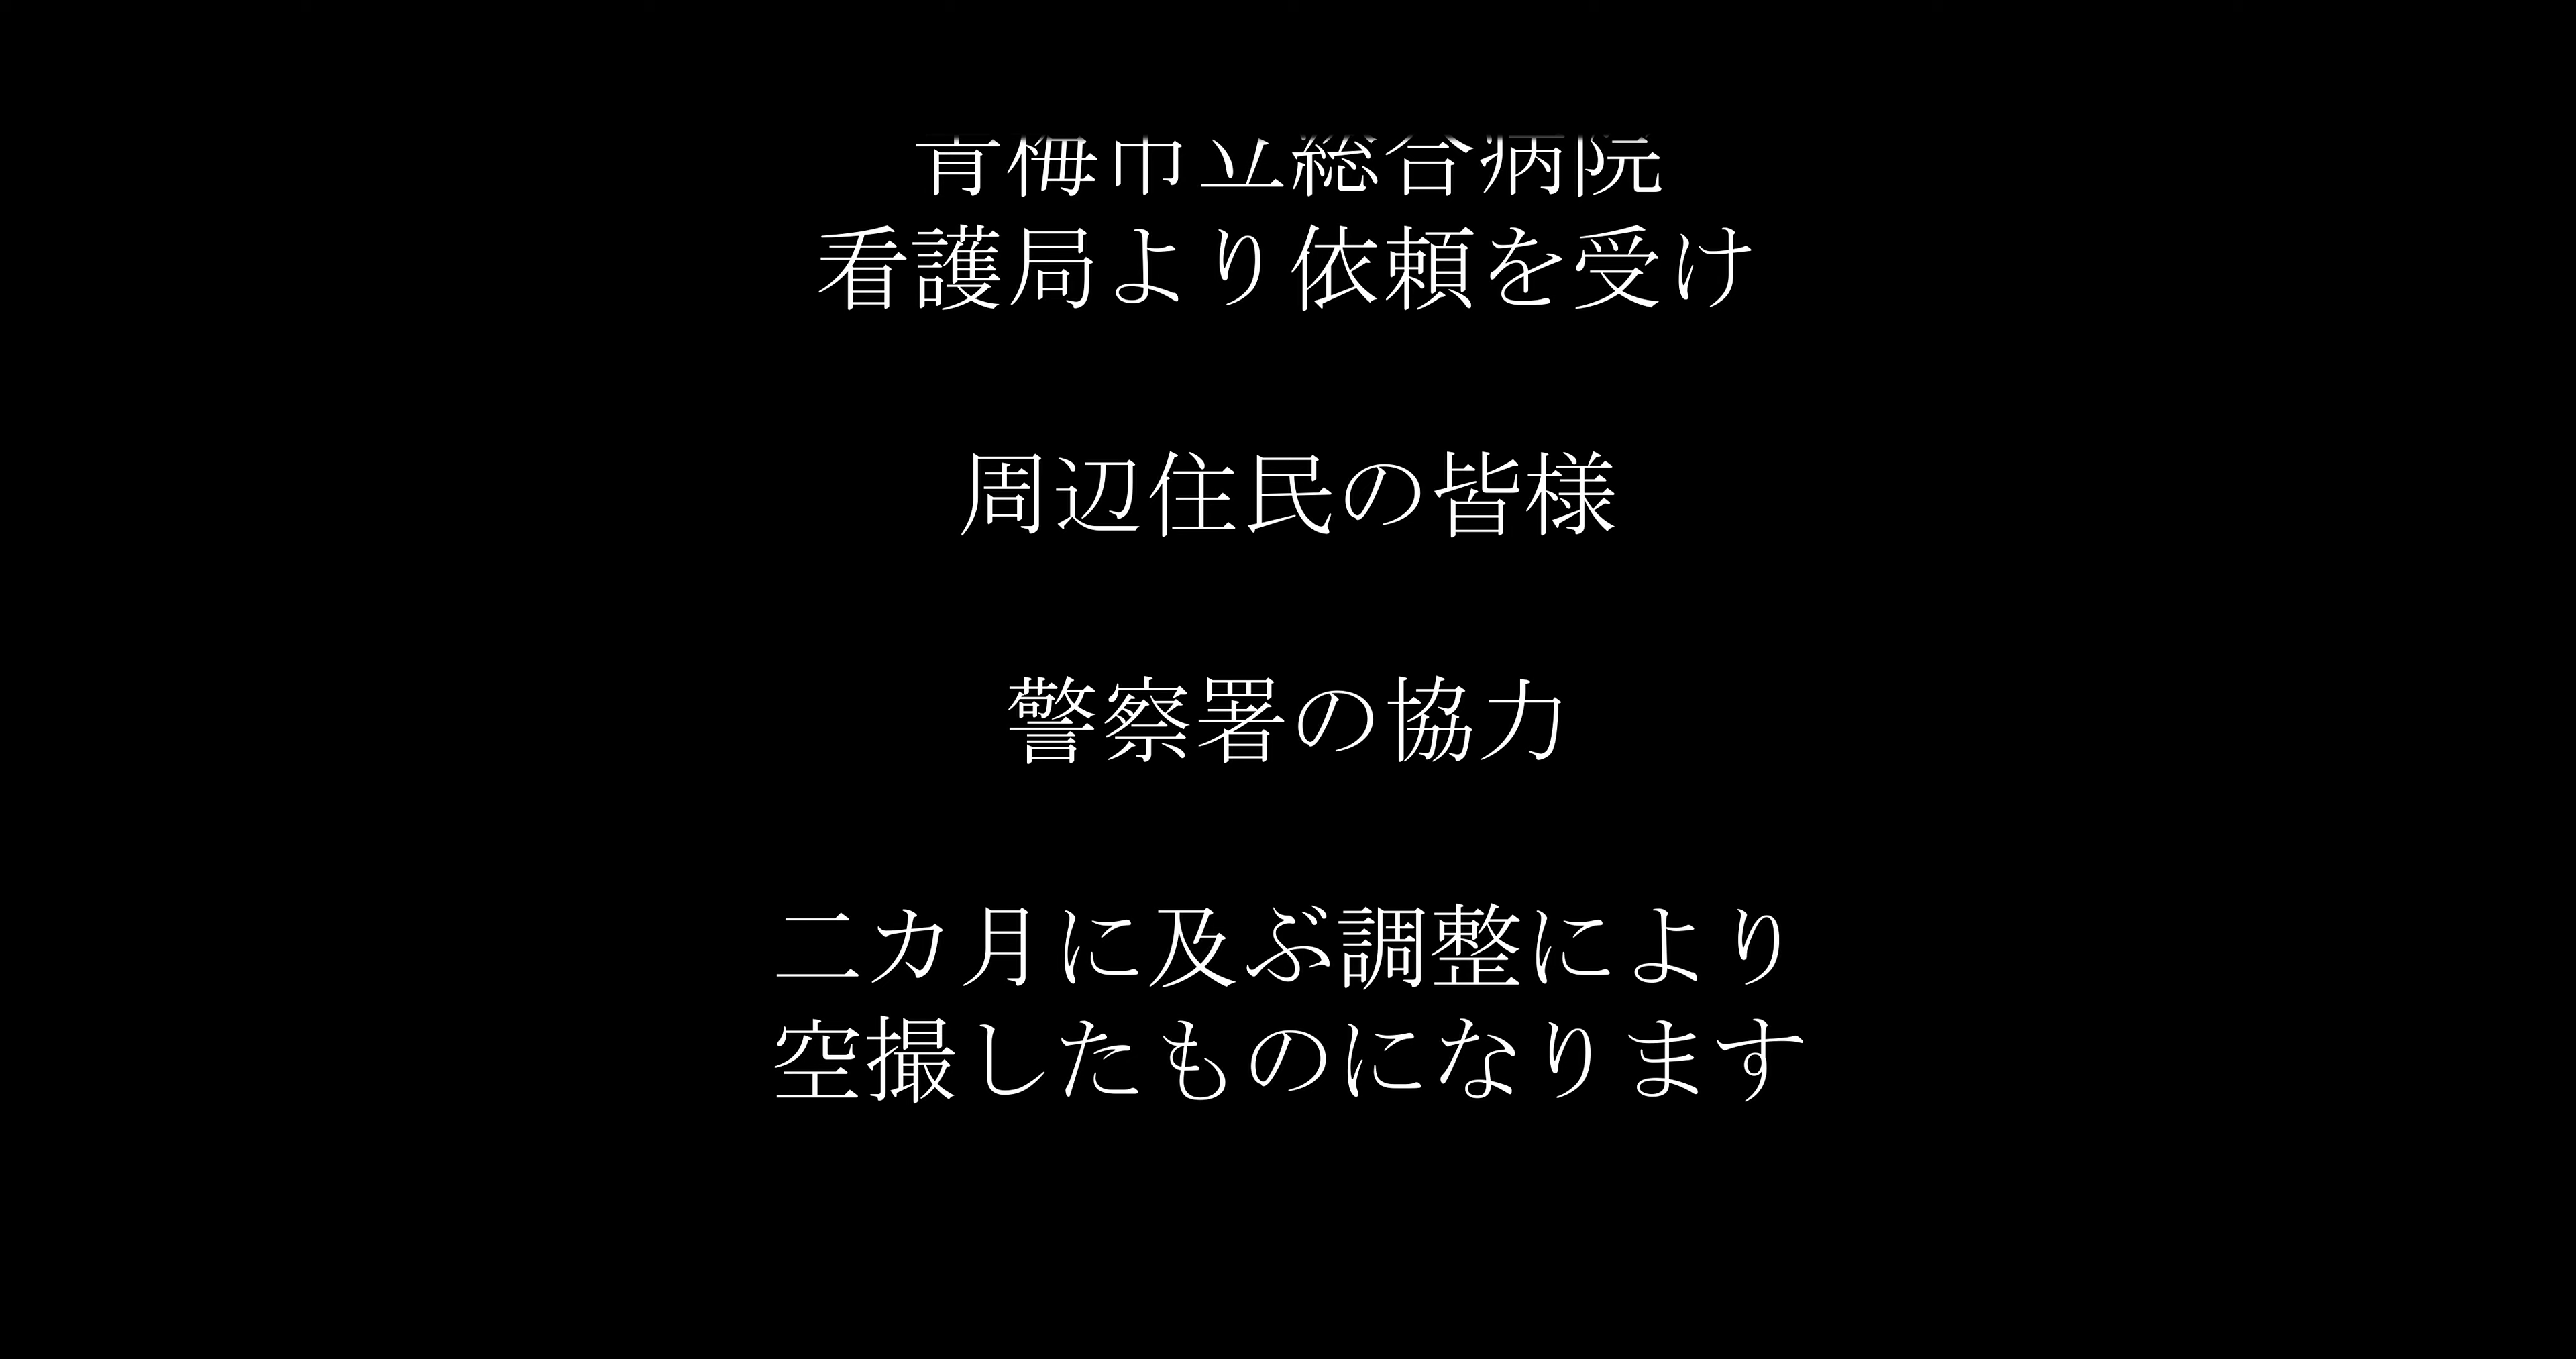 青梅市立総合病院
看護局より依頼を受け
周辺住民の皆様
警察署の協力
二カ月に及ぶ調整により
空撮したものになります